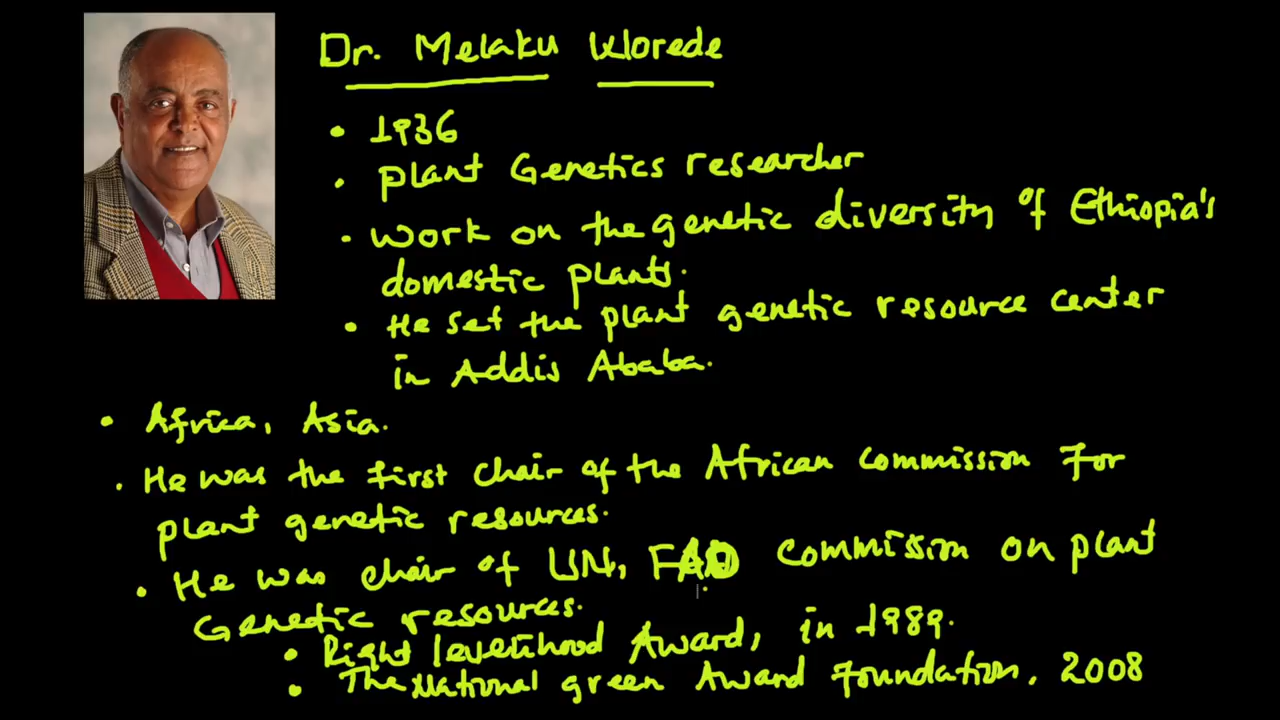 Dr. Melaku Worede
• 1936
• plant Genetics researcher
• work on the genetic diversity of Ethiopia's
domestic plants.
• He set the plant genetic resource center
in Addis Ababa.
• Africa, Asia.
• He was the first chair of the African commission for
plant genetic resources.
• He was chair of UN, FAO commission on plant
Genetic resources.
• Right levelihood Award, in 1989.
• The National green Award foundation, 2008